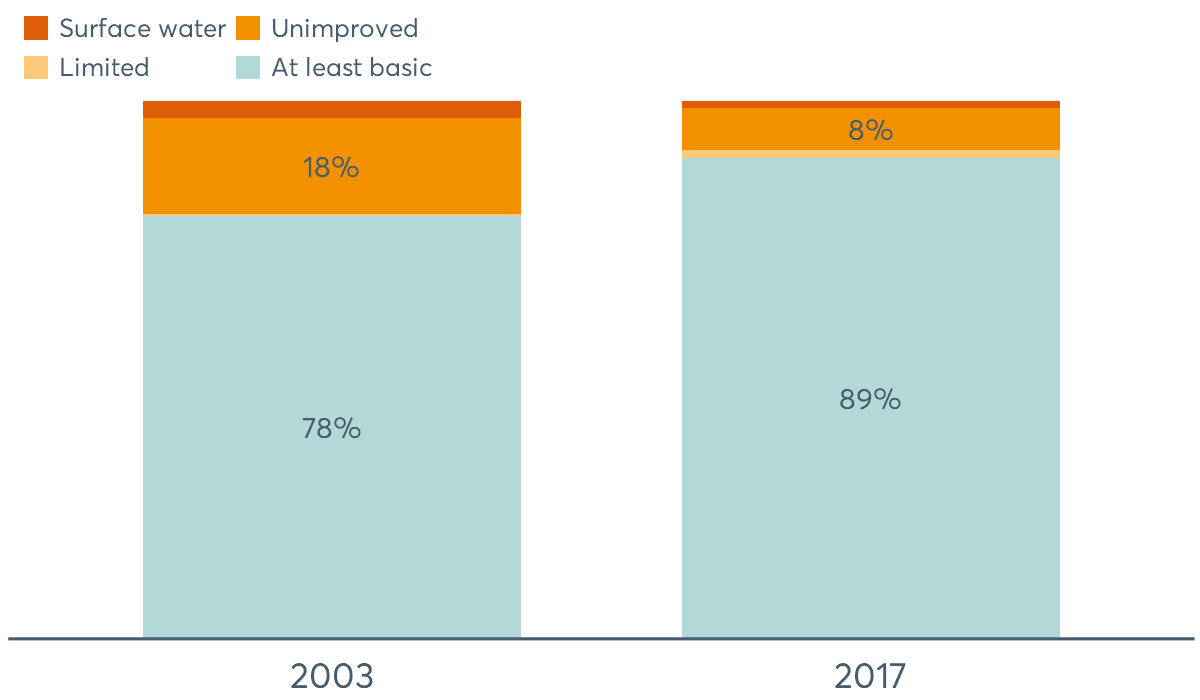 Surface water Unimproved
Limited At least basic
18%
8%
78%
89%
2003 2017